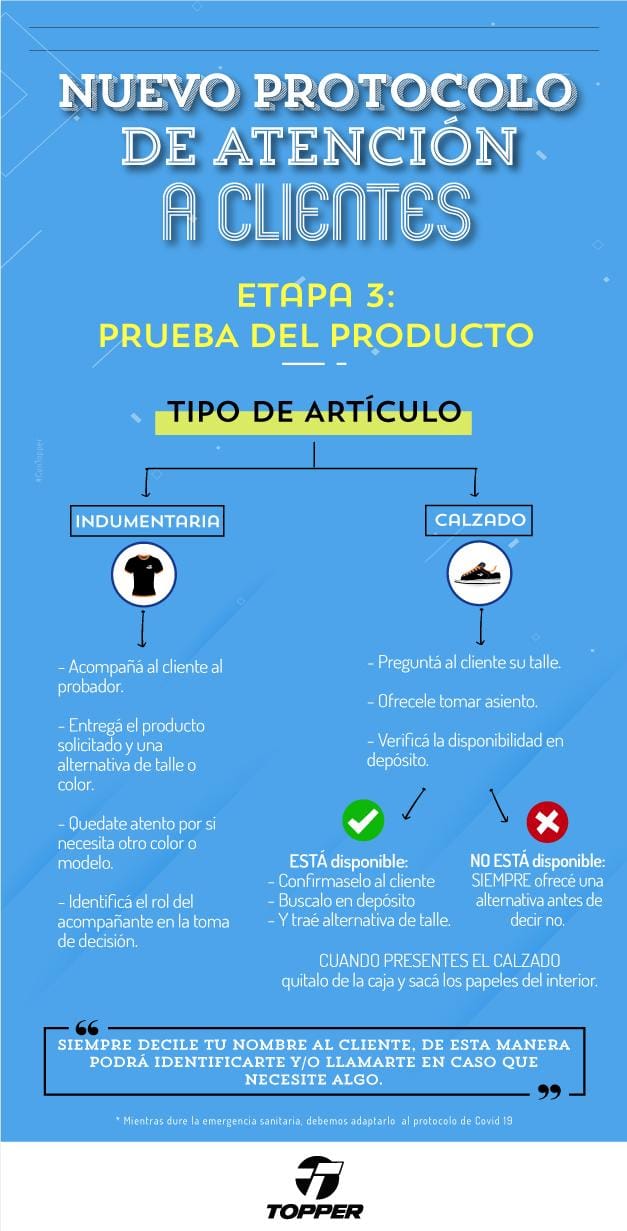 NUEVO PROTOCOLO
DE ATENCIÓN
A CLIENTES
ETAPA 3:
PRUEBA DEL PRODUCTO
TIPO DE ARTÍCULO
#ConTopper
INDUMENTARIA
- Acompañá al cliente al
probador.
- Entregá el producto
solicitado y una
alternativa de talle o
color.
- Quedate atento por si
necesita otro color o
modelo.
- Identificá el rol del
acompañante en la toma
de decisión.
CALZADO
- Preguntá al cliente su talle.
- Ofrecele tomar asiento.
- Verificá la disponibilidad en
depósito.
ESTÁ disponible:
- Confirmaselo al cliente
- Buscalo en depósito
- Y traé alternativa de talle.
NO ESTÁ disponible:
SIEMPRE ofrecé una
alternativa antes de
decir no.
CUANDO PRESENTES EL CALZADO
quitalo de la caja y sacá los papeles del interior.
“
SIEMPRE DECILE TU NOMBRE AL CLIENTE, DE ESTA MANERA
PODRÁ IDENTIFICARTE Y/O LLAMARTE EN CASO QUE
NECESITE ALGO.
”
* Mientras dure la emergencia sanitaria, debemos adaptarlo al protocolo de Covid 19
TOPPER